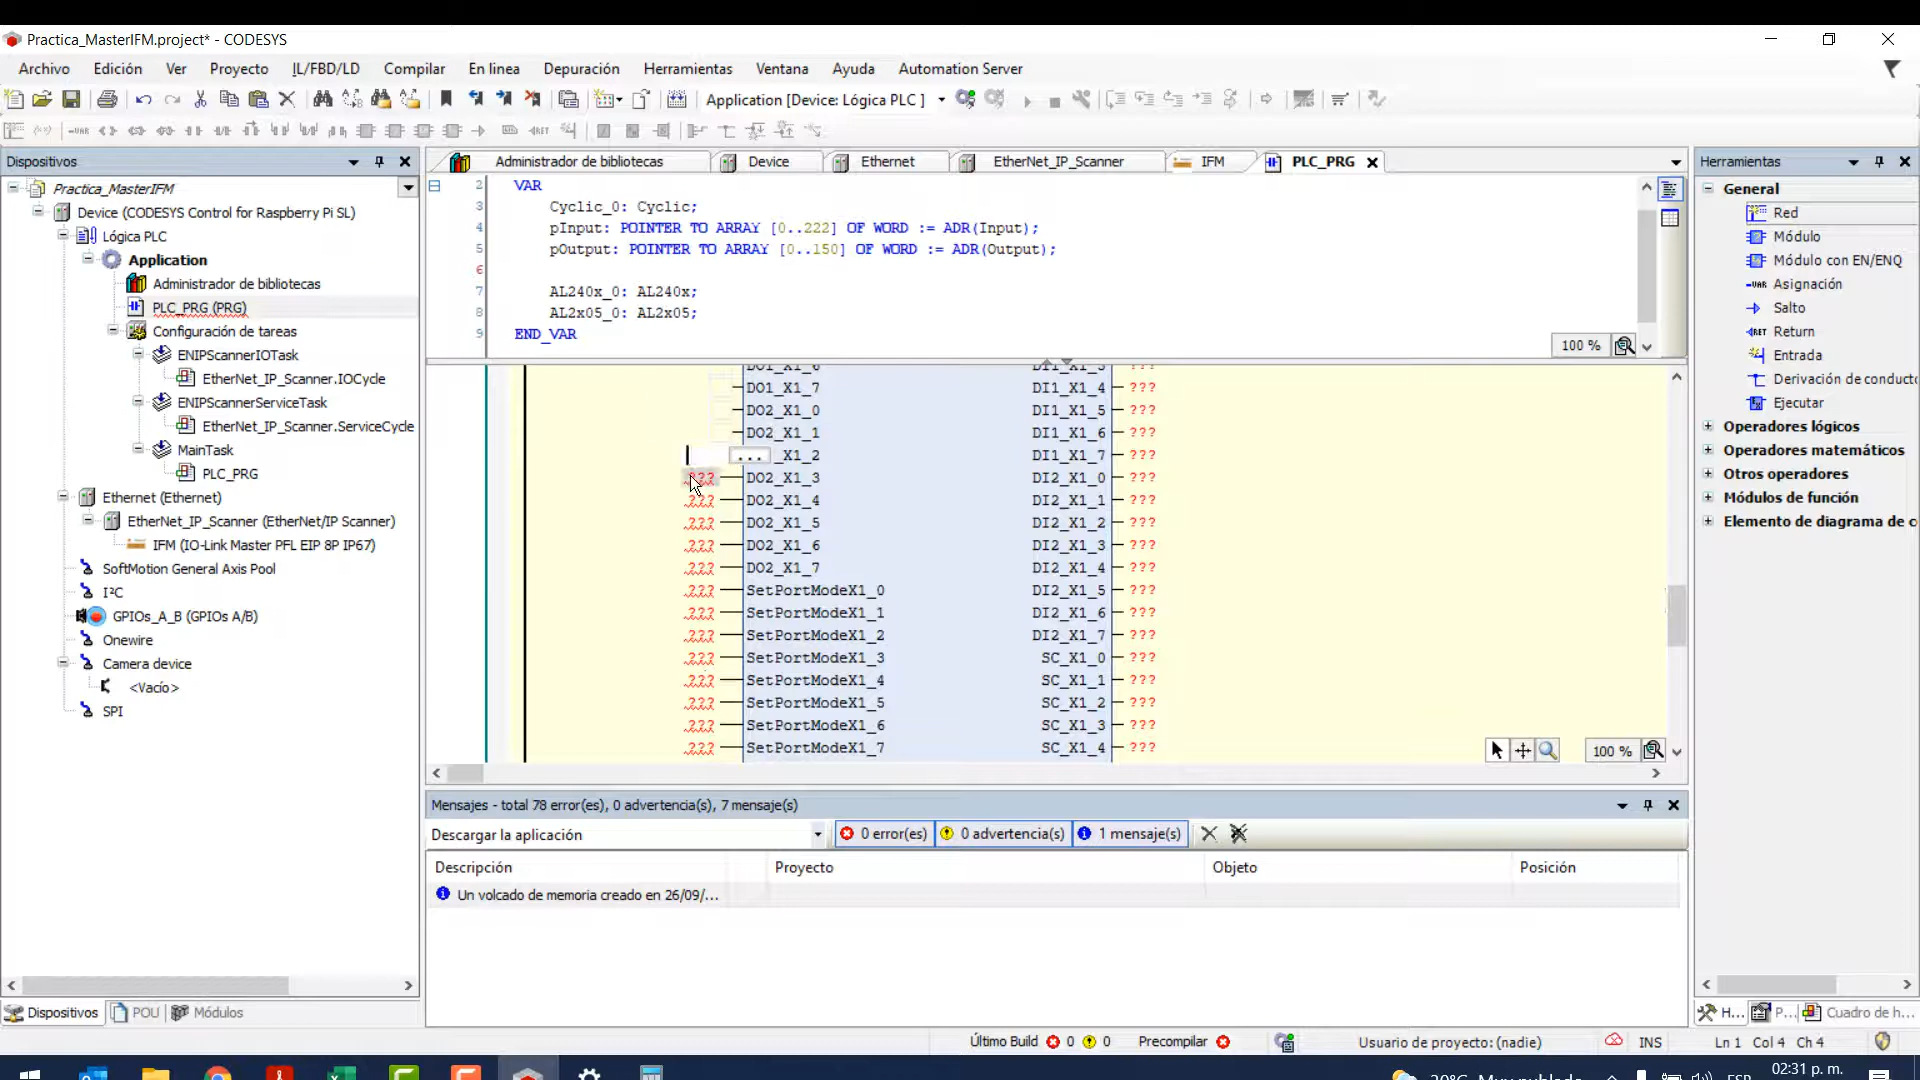 Practica_MasterIFM.project* - CODESYS
Archivo Edición Ver Proyecto IL/FBD/LD Compilar En linea Depuración Herramientas Ventana Ayuda Automation Server
Application [Device: Lógica PLC ]
Dispositivos
Practica_MasterIFM
Device (CODESYS Control for Raspberry Pi SL)
Lógica PLC
Application
Administrador de bibliotecas
PLC_PRG (PRG)
Configuración de tareas
ENIPScannerIOTask
EtherNet_IP_Scanner.IOCycle
ENIPScannerServiceTask
EtherNet_IP_Scanner.ServiceCycle
MainTask
PLC_PRG
Ethernet (Ethernet)
EtherNet_IP_Scanner (EtherNet/IP Scanner)
IFM (IO-Link Master PFL EIP 8P IP67)
SoftMotion General Axis Pool
I²C
GPIOs_A_B (GPIOs A/B)
Onewire
Camera device
<Vacío>
SPI
Dispositivos POU Módulos
Administrador de bibliotecas Device Ethernet EtherNet_IP_Scanner IFM PLC_PRG
2 VAR
3 Cyclic_0: Cyclic;
4 pInput: POINTER TO ARRAY [0..222] OF WORD := ADR(Input);
5 pOutput: POINTER TO ARRAY [0..150] OF WORD := ADR(Output);
6
7 AL240x_0: AL240x;
8 AL2x05_0: AL2x05;
9 END_VAR
100 %
DO1_X1_6 DI1_X1_3 ???
DO1_X1_7 DI1_X1_4 ???
DO2_X1_0 DI1_X1_5 ???
DO2_X1_1 DI1_X1_6 ???
... _X1_2 DI1_X1_7 ???
??? DO2_X1_3 DI2_X1_0 ???
??? DO2_X1_4 DI2_X1_1 ???
??? DO2_X1_5 DI2_X1_2 ???
??? DO2_X1_6 DI2_X1_3 ???
??? DO2_X1_7 DI2_X1_4 ???
??? SetPortModeX1_0 DI2_X1_5 ???
??? SetPortModeX1_1 DI2_X1_6 ???
??? SetPortModeX1_2 DI2_X1_7 ???
??? SetPortModeX1_3 SC_X1_0 ???
??? SetPortModeX1_4 SC_X1_1 ???
??? SetPortModeX1_5 SC_X1_2 ???
??? SetPortModeX1_6 SC_X1_3 ???
??? SetPortModeX1_7 SC_X1_4 ???
100 %
Mensajes - total 78 error(es), 0 advertencia(s), 7 mensaje(s)
Descargar la aplicación 0 error(es) 0 advertencia(s) 1 mensaje(s)
Descripción Proyecto Objeto Posición
Un volcado de memoria creado en 26/09/...
Herramientas
General
Red
Módulo
Módulo con EN/ENQ
Asignación
Salto
Return
Entrada
Derivación de conducto
Ejecutar
Operadores lógicos
Operadores matemáticos
Otros operadores
Módulos de función
Elemento de diagrama de c
H... P... Cuadro de h...
Último Build 0 0 Precompilar Usuario de proyecto: (nadie) INS Ln 1 Col 4 Ch 4
ESP 02:31 p. m.